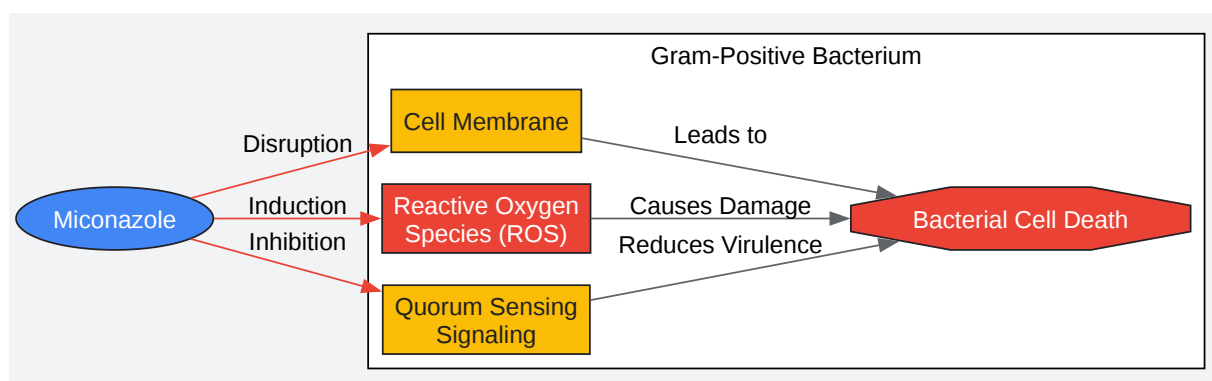 Gram-Positive Bacterium
Miconazole
Disruption
Induction
Inhibition
Cell Membrane
Reactive Oxygen
Species (ROS)
Quorum Sensing
Signaling
Leads to
Causes Damage
Reduces Virulence
Bacterial Cell Death